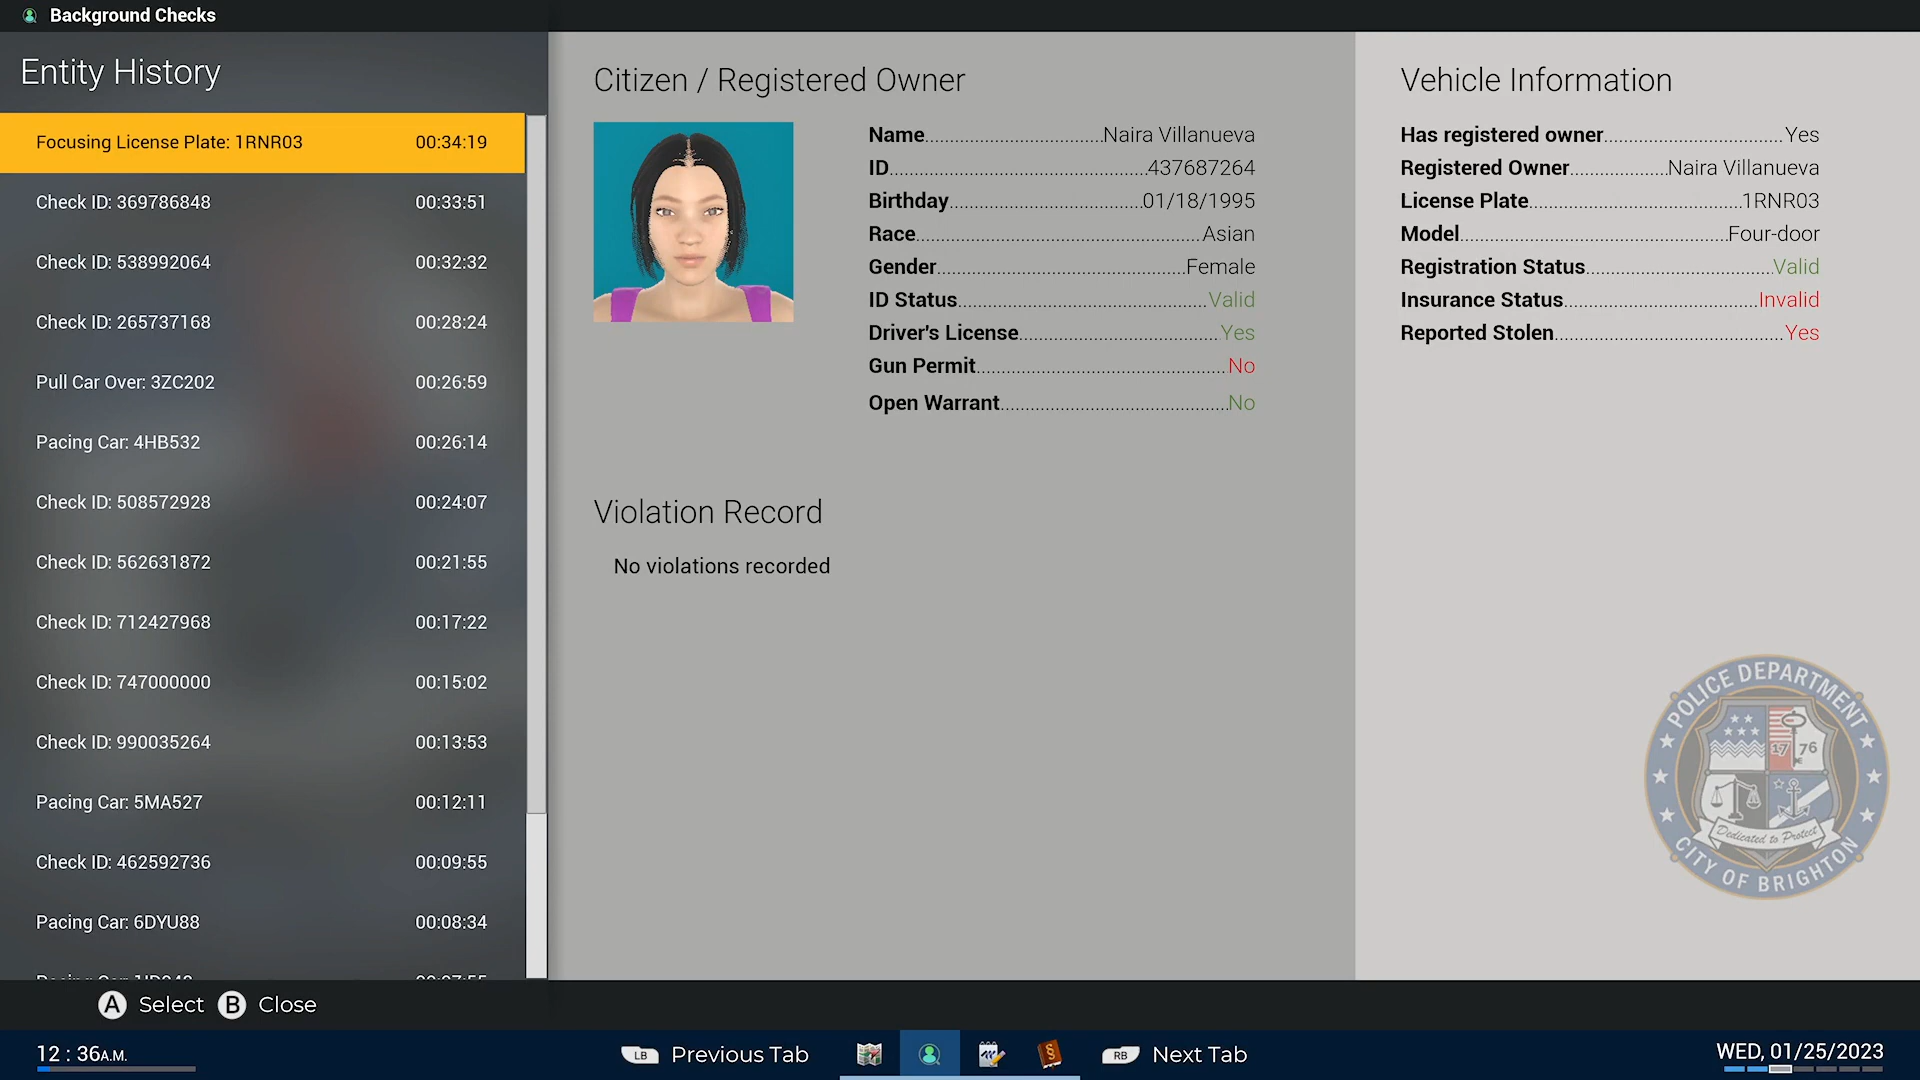 Background Checks
Entity History
Focusing License Plate: 1RNR03 00:34:19
Check ID: 369786848 00:33:51
Check ID: 538992064 00:32:32
Check ID: 265737168 00:28:24
Pull Car Over: 3ZC202 00:26:59
Pacing Car: 4HB532 00:26:14
Check ID: 508572928 00:24:07
Check ID: 562631872 00:21:55
Check ID: 712427968 00:17:22
Check ID: 747000000 00:15:02
Check ID: 990035264 00:13:53
Pacing Car: 5MA527 00:12:11
Check ID: 462592736 00:09:55
Pacing Car: 6DYU88 00:08:34
Citizen / Registered Owner
Name Naira Villanueva
ID 437687264
Birthday 01/18/1995
Race Asian
Gender Female
ID Status Valid
Driver's License Yes
Gun Permit No
Open Warrant No
Violation Record
No violations recorded
Vehicle Information
Has registered owner Yes
Registered Owner Naira Villanueva
License Plate 1RNR03
Model Four-door
Registration Status Valid
Insurance Status Invalid
Reported Stolen Yes
POLICE DEPARTMENT
17 76
Dedicated to Protect
CITY OF BRIGHTON
A Select B Close
12 : 36 A.M.
LB Previous Tab
RB Next Tab
WED, 01/25/2023